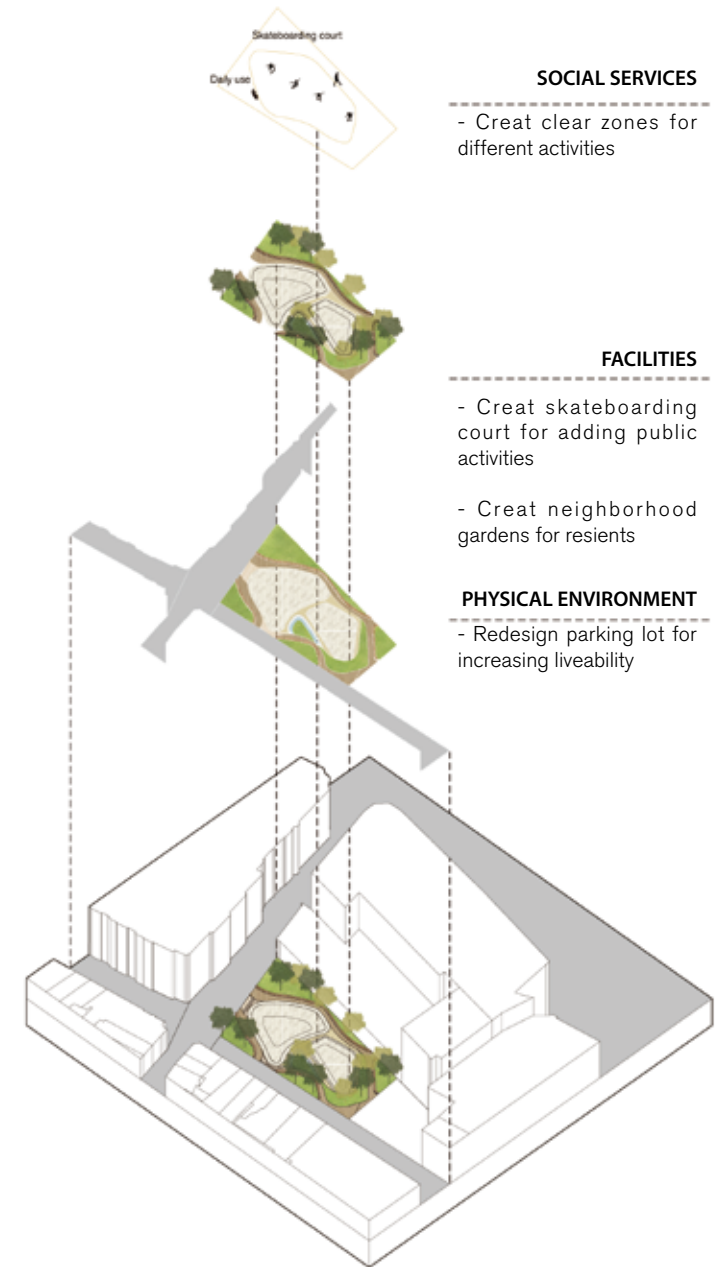 Skateboarding court
Daily use
SOCIAL SERVICES
- Creat clear zones for
different activities
FACILITIES
- Creat skateboarding
court for adding public
activities
- Creat neighborhood
gardens for resients
PHYSICAL ENVIRONMENT
- Redesign parking lot for
increasing liveability